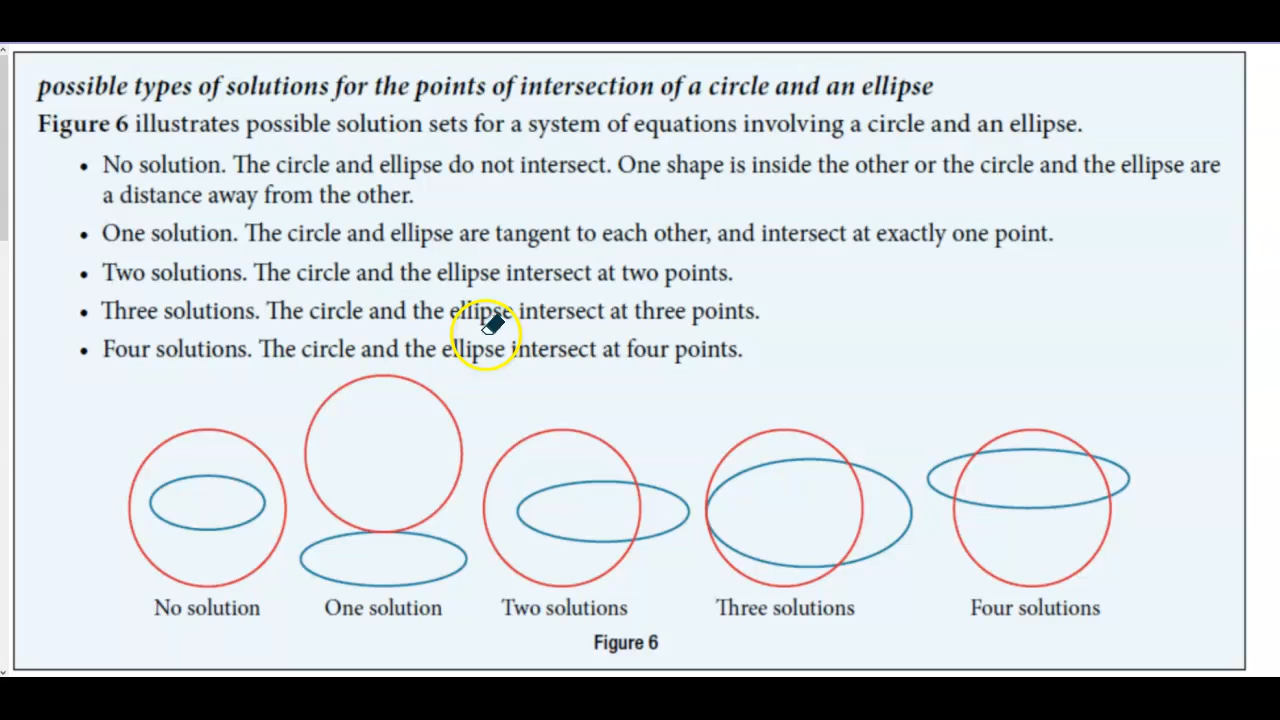 possible types of solutions for the points of intersection of a circle and an ellipse
Figure 6 illustrates possible solution sets for a system of equations involving a circle and an ellipse.
• No solution. The circle and ellipse do not intersect. One shape is inside the other or the circle and the ellipse are
a distance away from the other.
• One solution. The circle and ellipse are tangent to each other, and intersect at exactly one point.
• Two solutions. The circle and the ellipse intersect at two points.
• Three solutions. The circle and the ellipse intersect at three points.
• Four solutions. The circle and the ellipse intersect at four points.
No solution One solution Two solutions Three solutions Four solutions
Figure 6